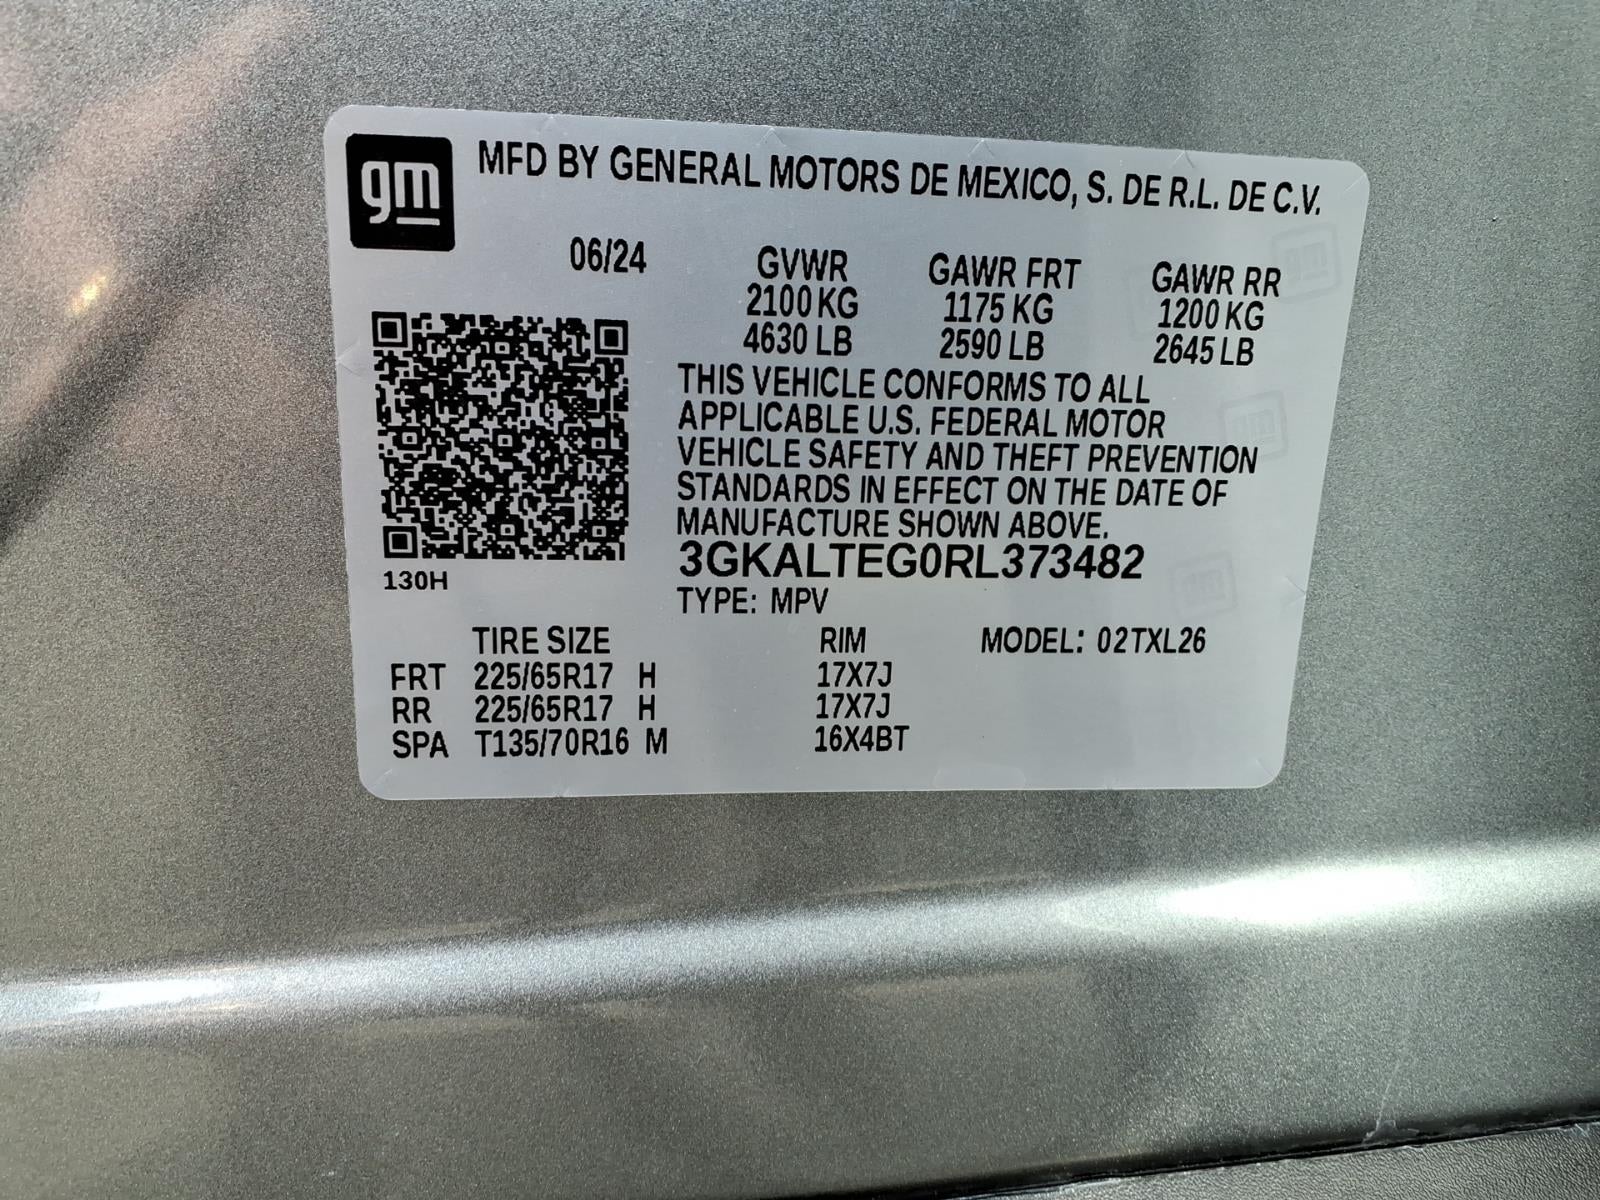 gm
MFD BY GENERAL MOTORS DE MEXICO, S. DE R.L. DE C.V.
06/24 GVWR GAWR FRT GAWR RR
2100 KG 1175 KG 1200 KG
4630 LB 2590 LB 2645 LB
THIS VEHICLE CONFORMS TO ALL
APPLICABLE U.S. FEDERAL MOTOR
VEHICLE SAFETY AND THEFT PREVENTION
STANDARDS IN EFFECT ON THE DATE OF
MANUFACTURE SHOWN ABOVE.
3GKALTEG0RL373482
130H
TYPE: MPV
TIRE SIZE RIM MODEL: 02TXL26
FRT 225/65R17 H 17X7J
RR 225/65R17 H 17X7J
SPA T135/70R16 M 16X4BT